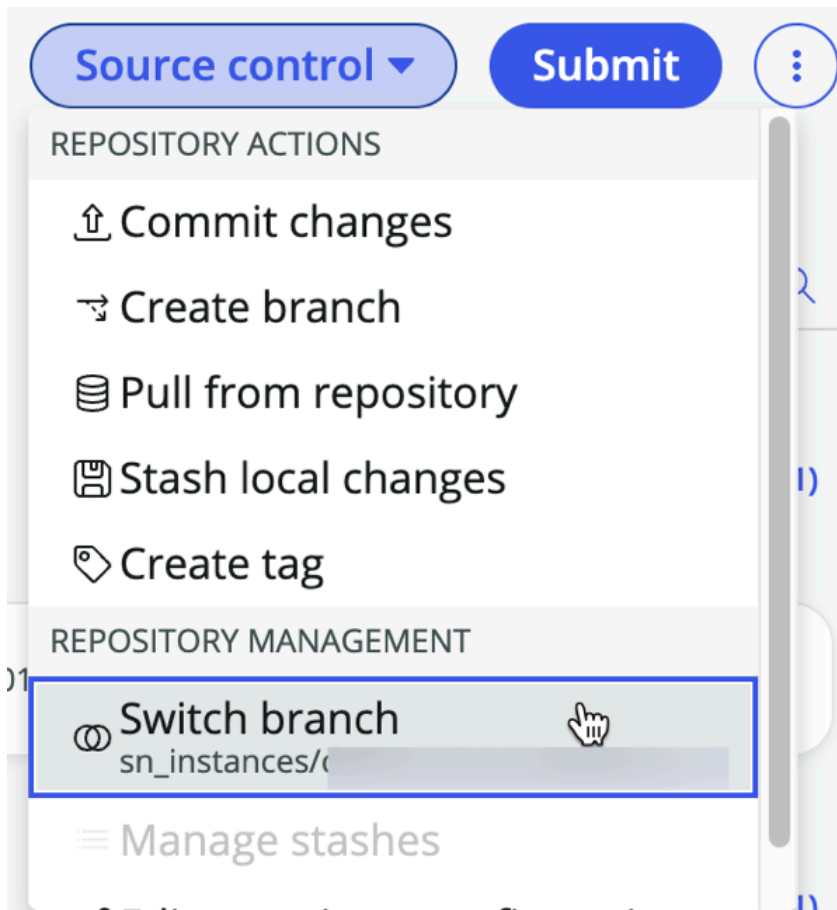 Source control
Submit
REPOSITORY ACTIONS
Commit changes
Create branch
Pull from repository
Stash local changes
Create tag
REPOSITORY MANAGEMENT
Switch branch
sn_instances/
Manage stashes